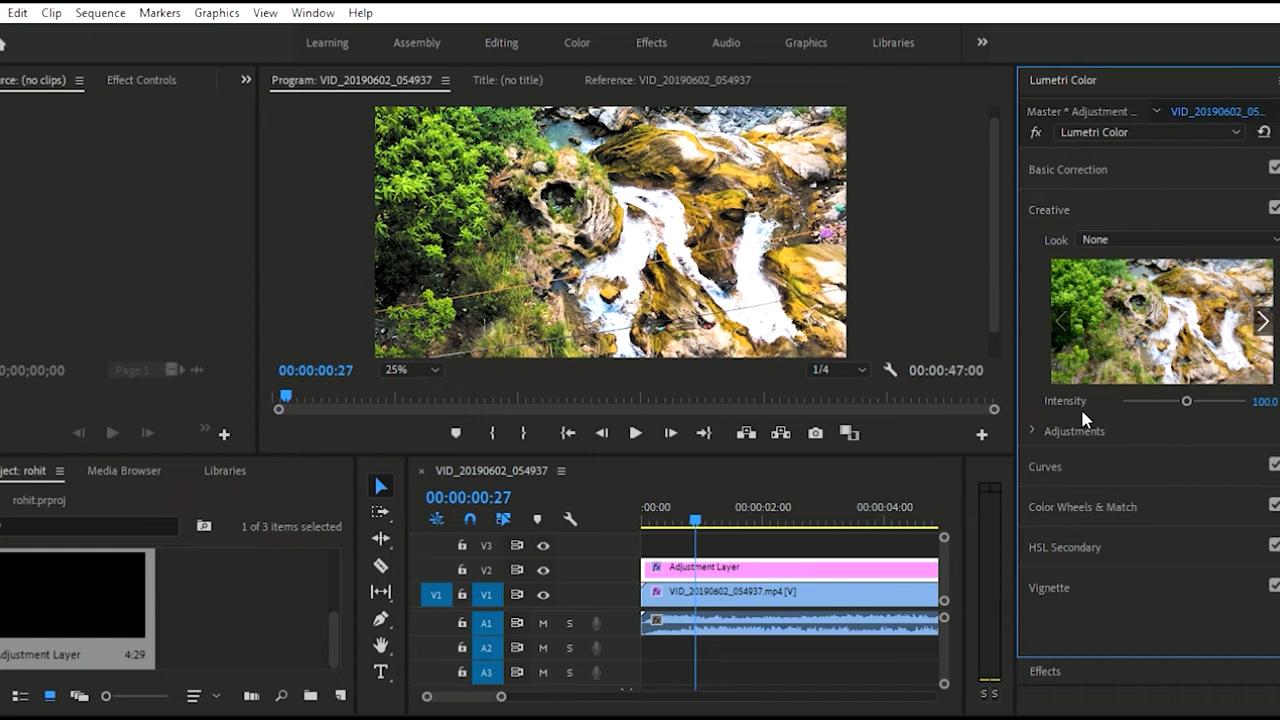 Edit Clip Sequence Markers Graphics View Window Help
Learning Assembly Editing Color Effects Audio Graphics Libraries
rce: (no clips) Effect Controls
Program: VID_20190602_054937 Title: (no title) Reference: VID_20190602_054937
Lumetri Color
Master * Adjustment ... VID_20190602_05...
fx Lumetri Color
Basic Correction
Creative
Look None
Intensity 100.0
Adjustments
Curves
Color Wheels & Match
HSL Secondary
Vignette
Effects
0;00;00;00 Page 1
00:00:00:27 25% 1/4 00:00:47:00
ject: rohit Media Browser Libraries
rohit.prproj
1 of 3 items selected
djustment Layer 4:29
× VID_20190602_054937
00:00:00:27
:00:00 00:00:02:00 00:00:04:00
V3
V2 fx Adjustment Layer
V1 V1 fx VID_20190602_054937.mp4 [V]
A1 M S fx
A2 M S
A3 M S
S S